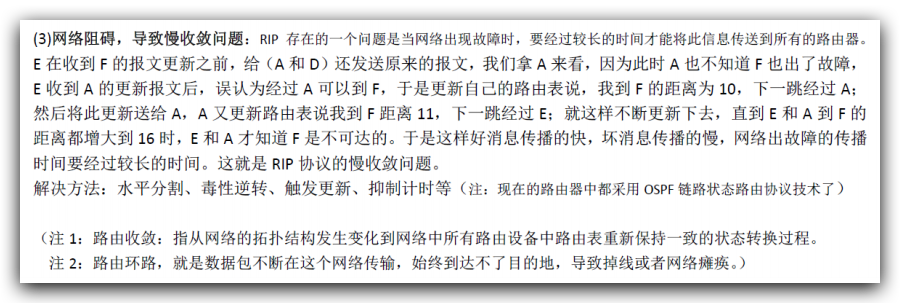 (3)网络阻碍，导致慢收敛问题：RIP 存在的一个问题是当网络出现故障时，要经过较长的时间才能将此信息传送到所有的路由器。
E 在收到 F 的报文更新之前，给（A 和 D）还发送原来的报文，我们拿 A 来看，因为此时 A 也不知道 F 也出了故障，
E 收到 A 的更新报文后，误认为经过 A 可以到 F，于是更新自己的路由表说，我到 F 的距离为 10，下一跳经过 A；
然后将此更新送给 A，A 又更新路由表说我到 F 距离 11，下一跳经过 E；就这样不断更新下去，直到 E 和 A 到 F 的
距离都增大到 16 时，E 和 A 才知道 F 是不可达的。于是这样好消息传播的快，坏消息传播的慢，网络出故障的传播
时间要经过较长的时间。这就是 RIP 协议的慢收敛问题。
解决方法：水平分割、毒性逆转、触发更新、抑制计时等（注：现在的路由器中都采用 OSPF 链路状态路由协议技术了）
（注 1：路由收敛：指从网络的拓扑结构发生变化到网络中所有路由设备中路由表重新保持一致的状态转换过程。
注 2：路由环路，就是数据包不断在这个网络传输，始终到达不了目的地，导致掉线或者网络瘫痪。）